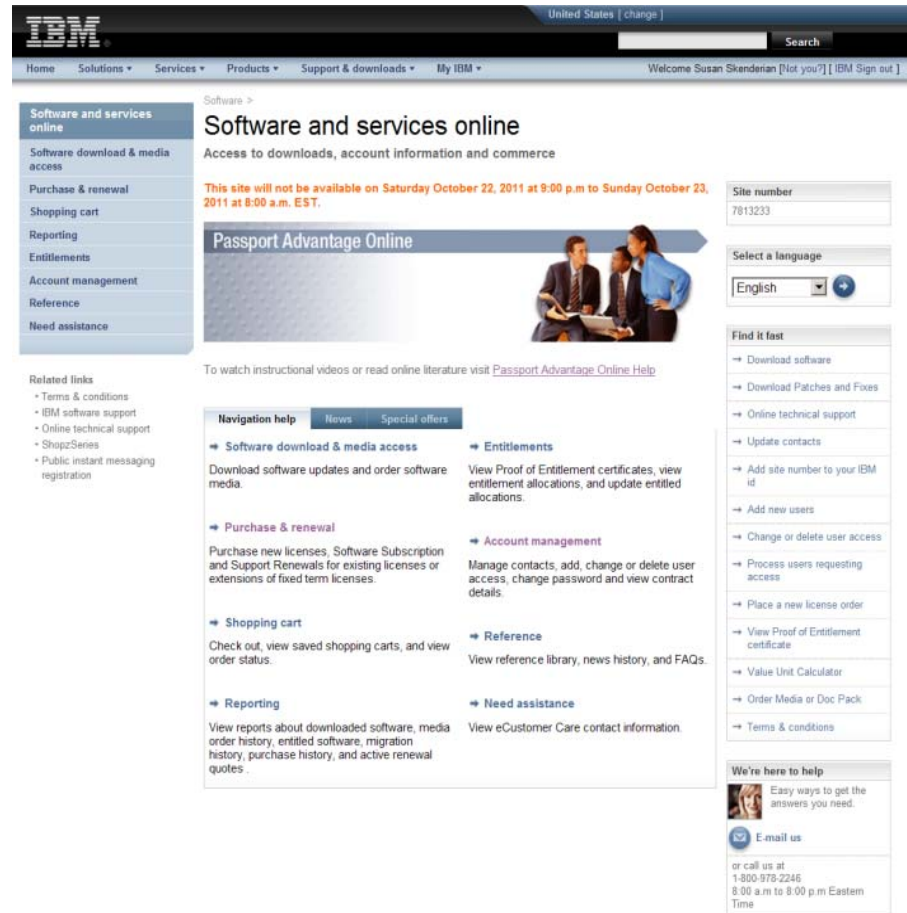 United States [ change ]
IBM
Search
Home Solutions Services Products Support & downloads My IBM Welcome Susan Skenderian [Not you?] [ IBM Sign out ]
Software and services
online
Software download & media
access
Purchase & renewal
Shopping cart
Reporting
Entitlements
Account management
Reference
Need assistance
Related links
• Terms & conditions
• IBM software support
• Online technical support
• ShopzSeries
• Public instant messaging
registration
Software >
Software and services online
Access to downloads, account information and commerce
This site will not be available on Saturday October 22, 2011 at 9:00 p.m to Sunday October 23,
2011 at 8:00 a.m. EST.
Passport Advantage Online
To watch instructional videos or read online literature visit Passport Advantage Online Help
Navigation help News Special offers
Software download & media access
Download software updates and order software
media.
Purchase & renewal
Purchase new licenses, Software Subscription
and Support Renewals for existing licenses or
extensions of fixed term licenses.
Shopping cart
Check out, view saved shopping carts, and view
order status.
Reporting
View reports about downloaded software, media
order history, entitled software, migration
history, purchase history, and active renewal
quotes .
Entitlements
View Proof of Entitlement certificates, view
entitlement allocations, and update entitled
allocations.
Account management
Manage contacts, add, change or delete user
access, change password and view contract
details.
Reference
View reference library, news history, and FAQs.
Need assistance
View eCustomer Care contact information.
Site number
7813233
Select a language
English
Find it fast
Download software
Download Patches and Fixes
Online technical support
Update contacts
Add site number to your IBM
id
Add new users
Change or delete user access
Process users requesting
access
Place a new license order
View Proof of Entitlement
certificate
Value Unit Calculator
Order Media or Doc Pack
Terms & conditions
We're here to help
Easy ways to get the
answers you need.
E-mail us
or call us at
1-800-978-2246
8:00 a.m to 8:00 p.m Eastern
Time